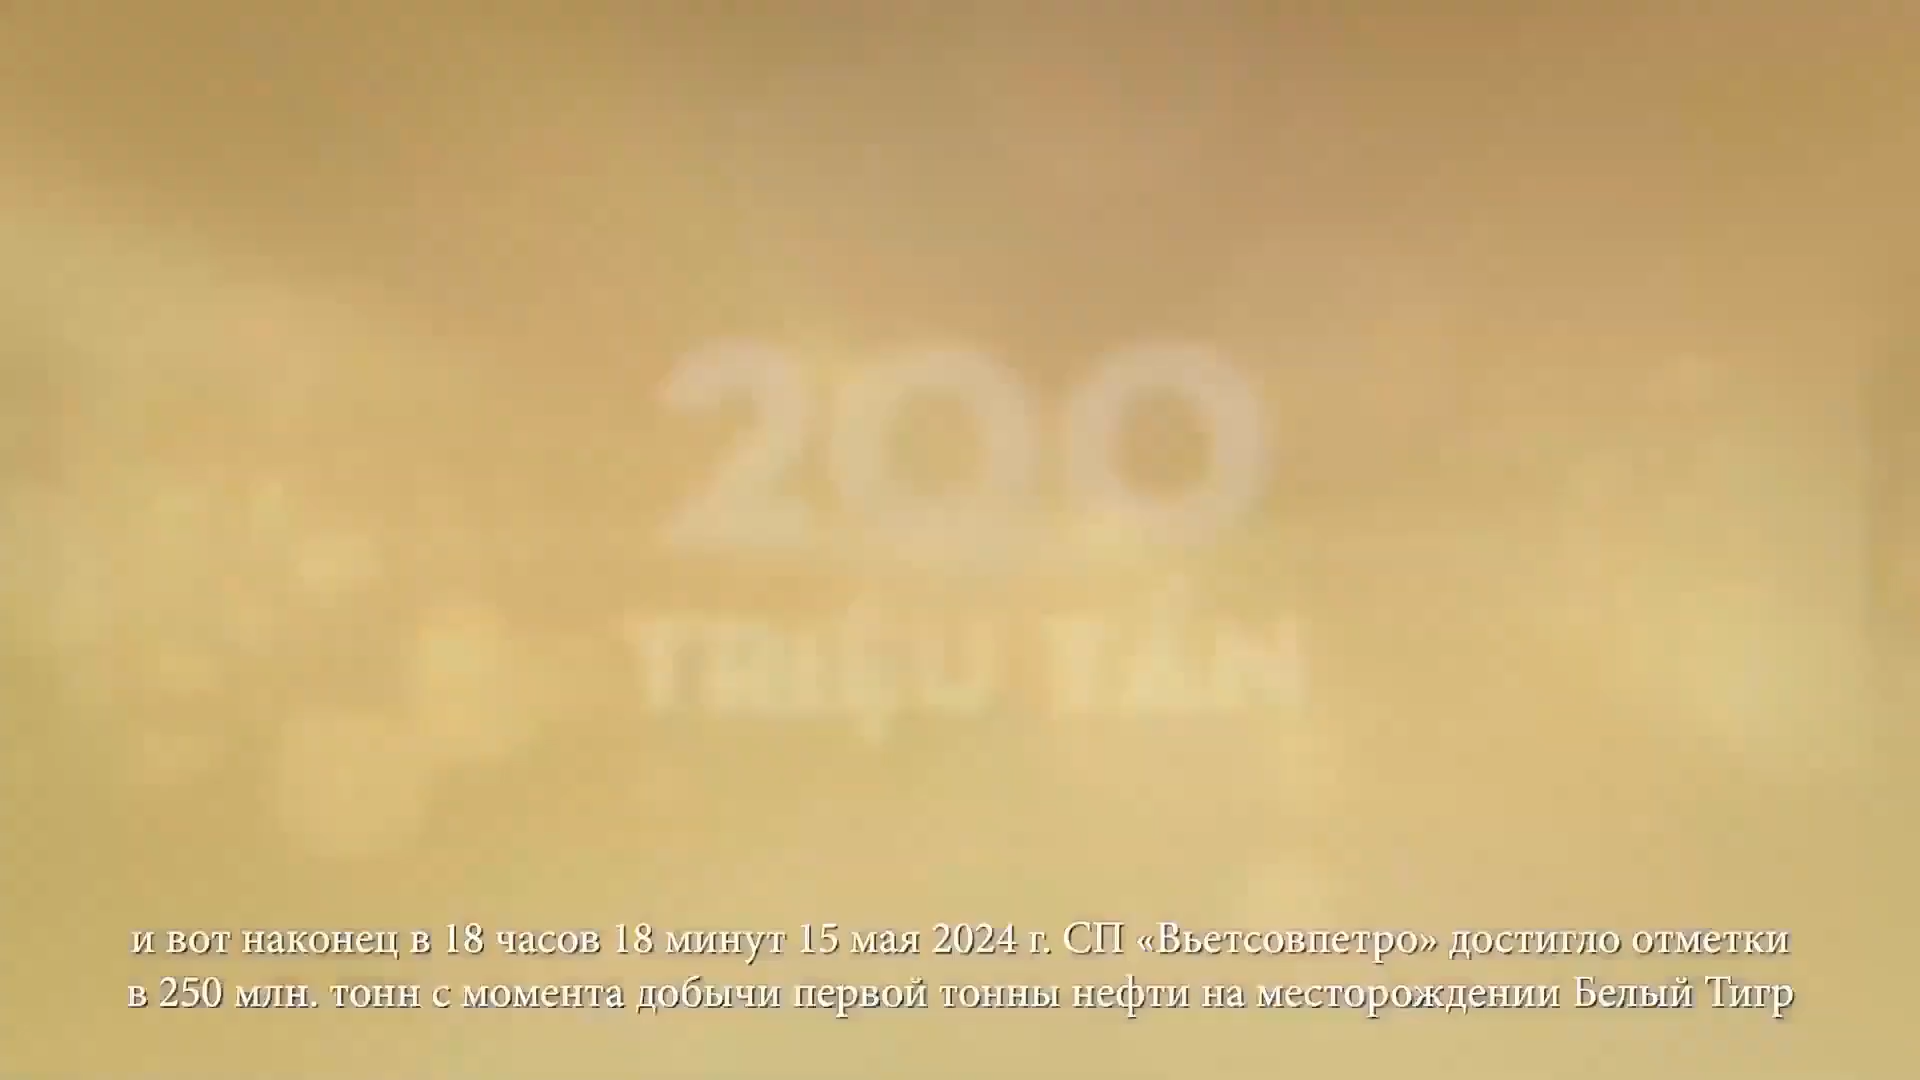 200
TRIỆU TẤN
и вот наконец в 18 часов 18 минут 15 мая 2024 г. СП «Вьетсовпетро» достигло отметки
в 250 млн. тонн с момента добычи первой тонны нефти на месторождении Белый Тигр